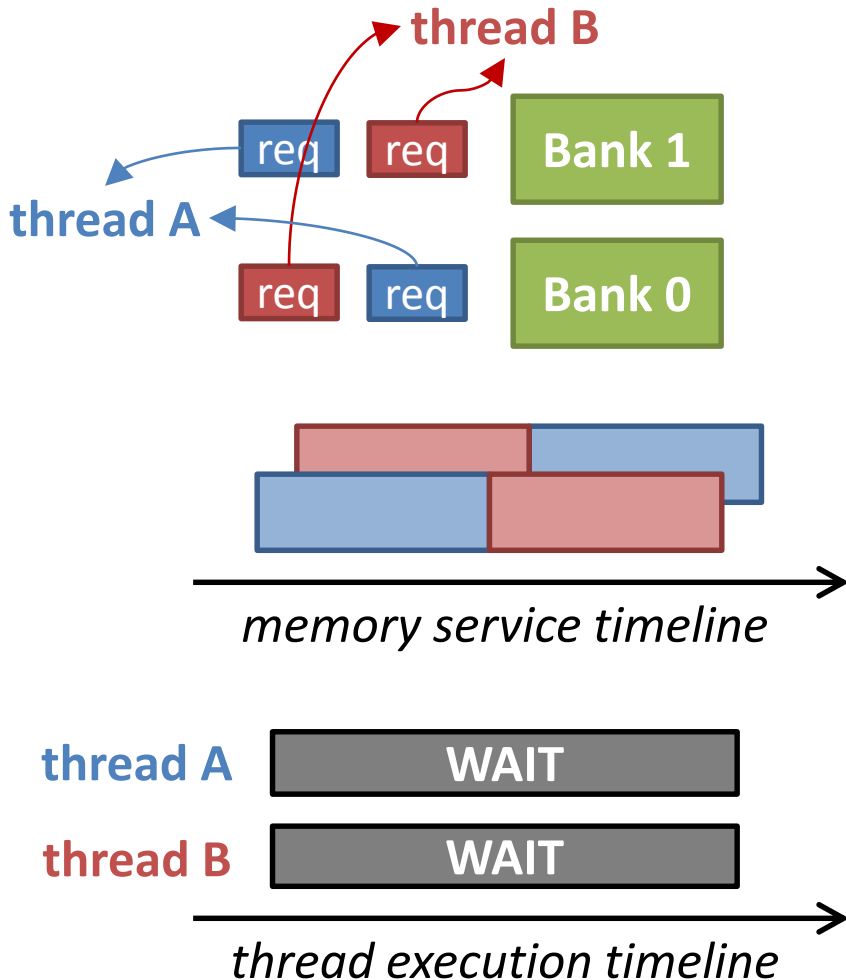 thread B
req req Bank 1
thread A
req req Bank 0
memory service timeline
thread A WAIT
thread B WAIT
thread execution timeline